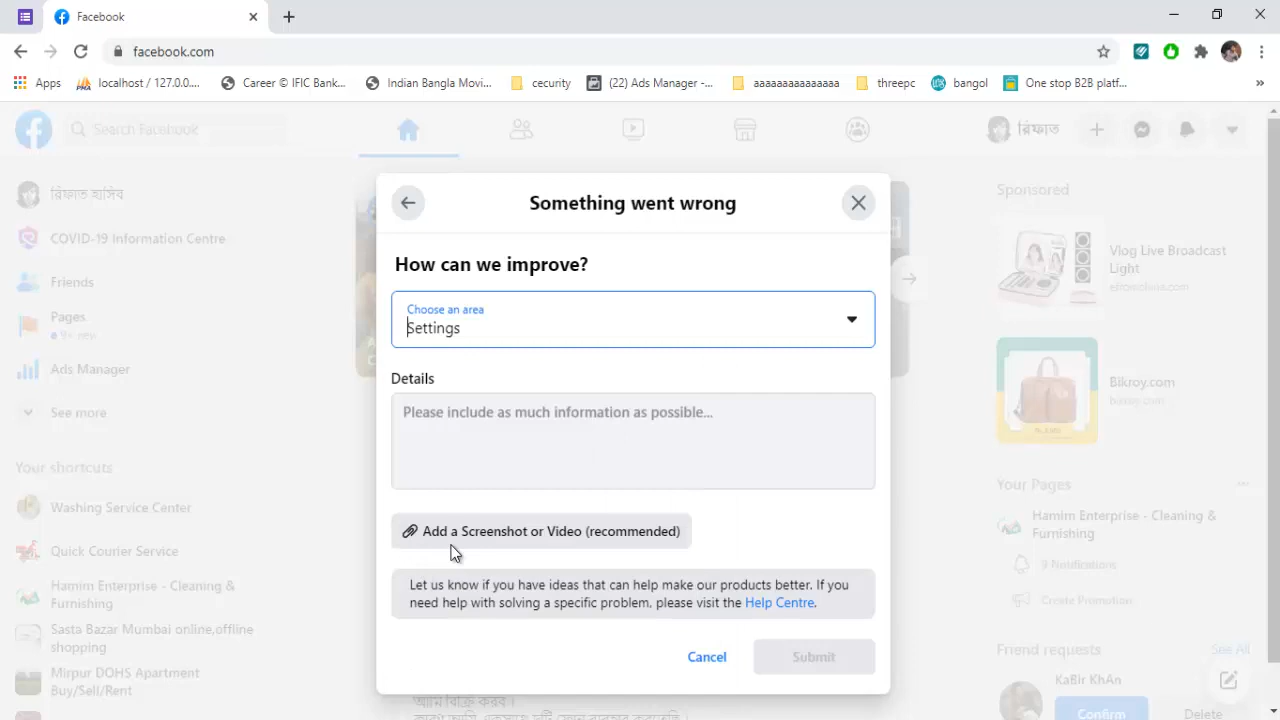 Facebook
facebook.com
Apps
localhost / 127.0.0....
Career © IFIC Bank...
Indian Bangla Movi...
cecurity
(22) Ads Manager -...
aaaaaaaaaaaaaa
threepc
bangol
One stop B2B platf...
»
Search Facebook
রিফাত
রিফাত হাসিব
COVID-19 Information Centre
Friends
Pages
9+ new
Ads Manager
See more
Your shortcuts
Washing Service Center
Quick Courier Service
Hamim Enterprise - Cleaning &
Furnishing
Sasta Bazar Mumbai online,offline
shopping
Mirpur DOHS Apartment
Buy/Sell/Rent
Something went wrong
How can we improve?
Choose an area
Settings
Details
Please include as much information as possible...
Add a Screenshot or Video (recommended)
Let us know if you have ideas that can help make our products better. If you
need help with solving a specific problem, please visit the Help Centre.
Cancel
Submit
Sponsored
Vlog Live Broadcast
Light
Bikroy.com
Your Pages
Hamim Enterprise - Cleaning &
Furnishing
9 Notifications
Create Promotion
Friend requests
See All
KaBir KhAn
Confirm
Delete